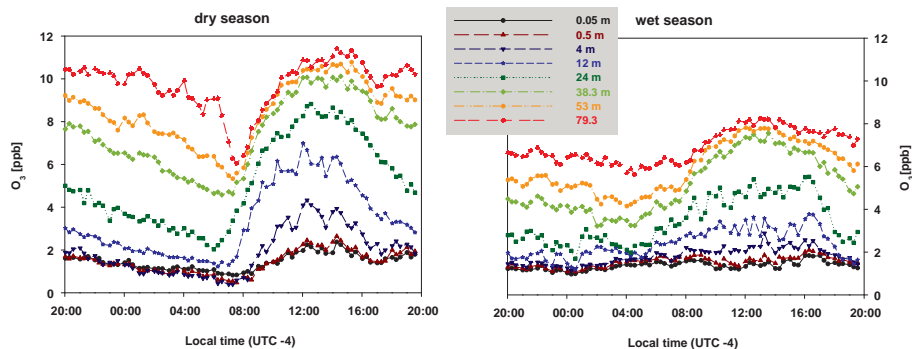 dry season
wet season
0.05 m
0.5 m
4 m
12 m
24 m
38.3 m
53 m
79.3
O3 [ppb]
12
10
8
6
4
2
0
20:00 00:00 04:00 08:00 12:00 16:00 20:00
Local time (UTC -4)
12
10
8
6
4
2
0
O3[ppb]
20:00 00:00 04:00 08:00 12:00 16:00 20:00
Local time (UTC -4)